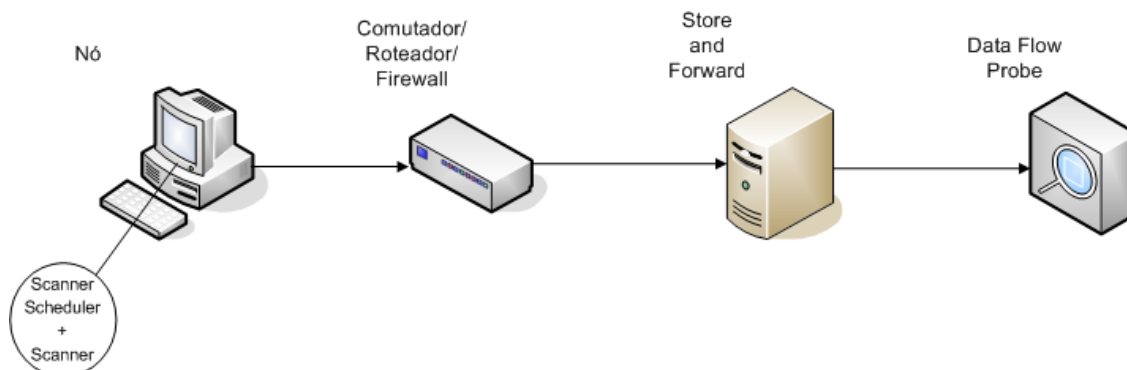 Nó
Comutador/
Roteador/
Firewall
Store
and
Forward
Data Flow
Probe
Scanner
Scheduler
+
Scanner